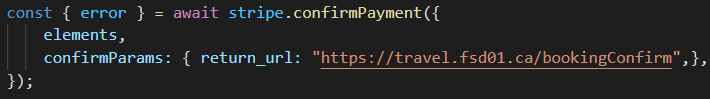 const { error } = await stripe.confirmPayment({
elements,
confirmParams: { return_url: "https://travel.fsd01.ca/bookingConfirm",},
});